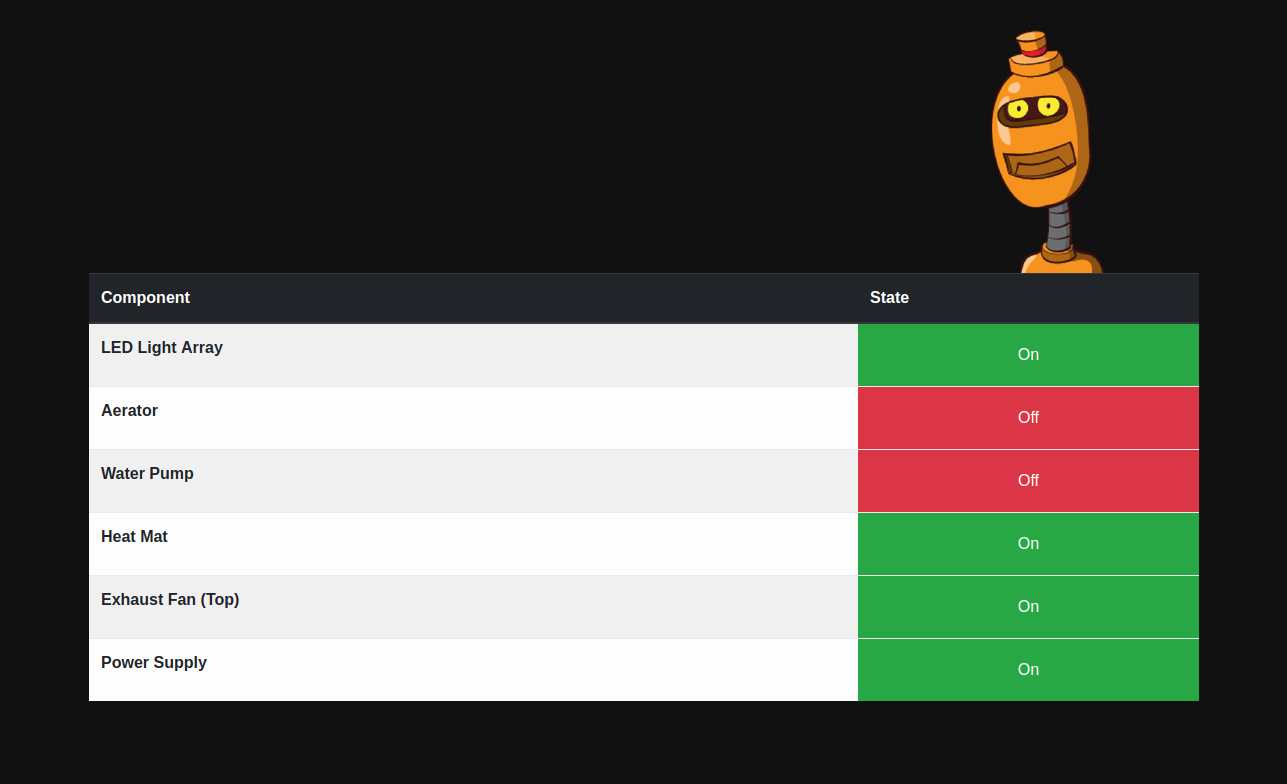 Component State
LED Light Array On
Aerator Off
Water Pump Off
Heat Mat On
Exhaust Fan (Top) On
Power Supply On